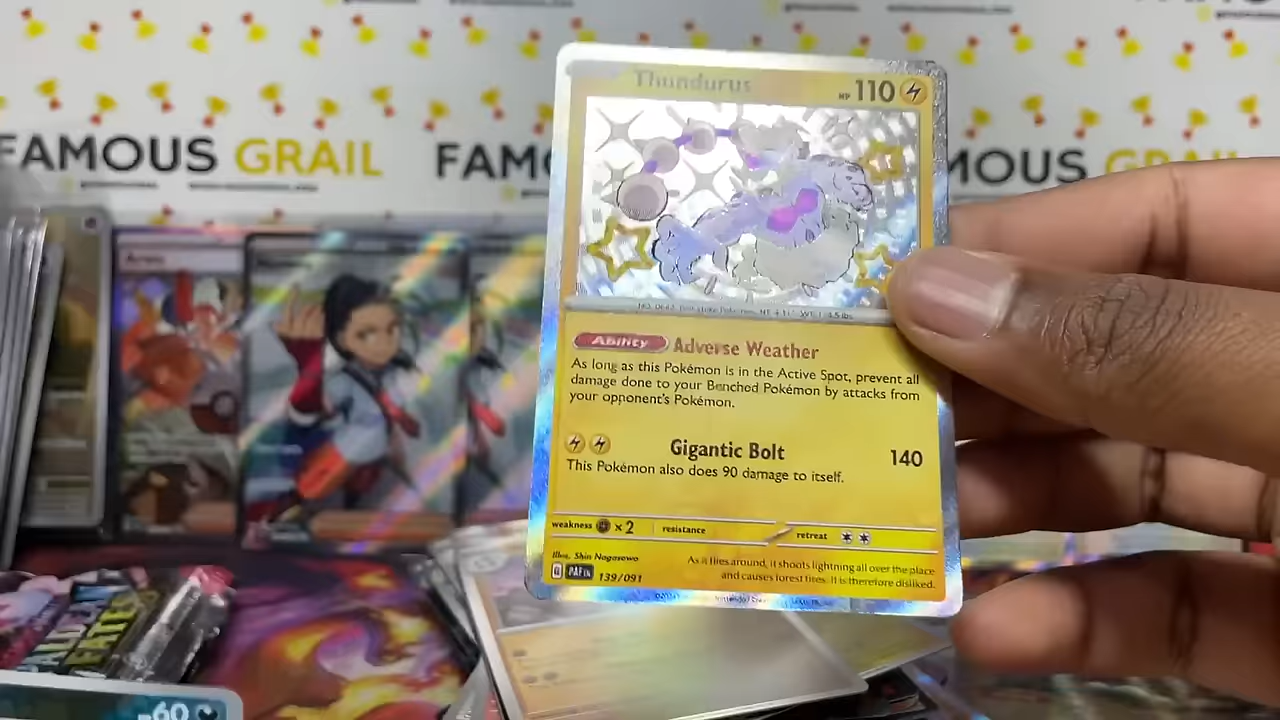 FAMOUS GRAIL
FAMOUS GRAIL
Thundurus
HP 110
Ability Adverse Weather
As long as this Pokémon is in the Active Spot, prevent all
damage done to your Benched Pokémon by attacks from
your opponent's Pokémon.
Gigantic Bolt 140
This Pokémon also does 90 damage to itself.
weakness ×2 resistance retreat
Illus. Shin Nagasawa
PAF EN 139/091
As it flies around, it shoots lightning all over the place
and causes forest fires. It is therefore disliked.
60